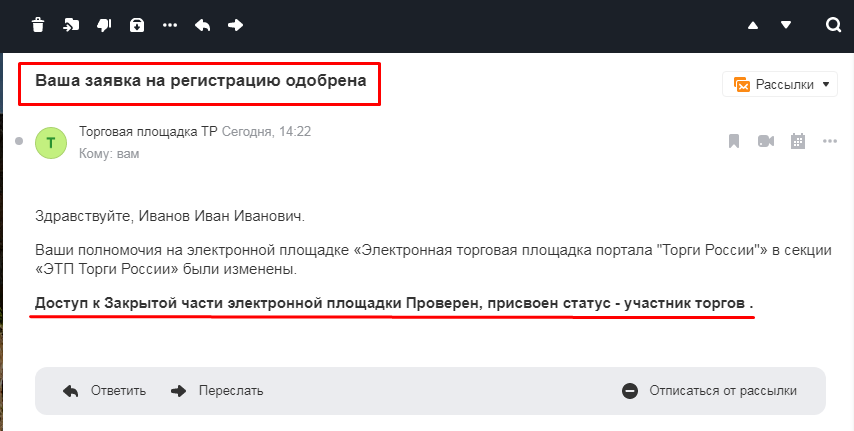 Ваша заявка на регистрацию одобрена
Рассылки
Т
Торговая площадка ТР Сегодня, 14:22
Кому: вам
Здравствуйте, Иванов Иван Иванович.
Ваши полномочия на электронной площадке «Электронная торговая площадка портала "Торги России"» в секции
«ЭТП Торги России» были изменены.
Доступ к Закрытой части электронной площадки Проверен, присвоен статус - участник торгов .
Ответить
Переслать
Отписаться от рассылки